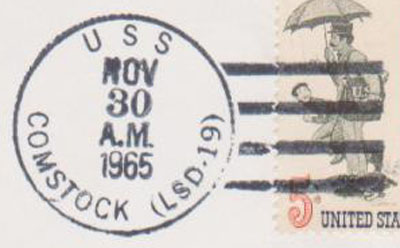 USS
NOV
30
A.M.
1965
COMSTOCK (LSD-19)
5¢
UNITED STA